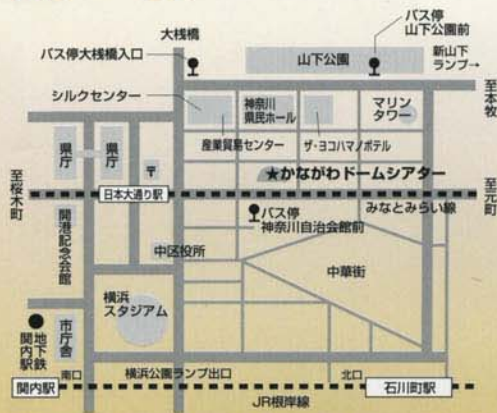 大桟橋
バス停
山下公園前
バス停大桟橋入口
山下公園
新山下
ランプ→
至本牧
シルクセンター
神奈川
県民ホール
マリン
タワー
産業貿易センター
ザ・ヨコハマノボテル
県庁
県庁
〒
★かながわドームシアター
至桜木町
日本大通り駅
みなとみらい線
至元町
バス停
神奈川自治会館前
開港記念会館
中区役所
中華街
横浜
スタジアム
市庁舎
地下鉄
関内駅
南口
横浜公園ランプ出口
北口
関内駅
石川町駅
JR根岸線